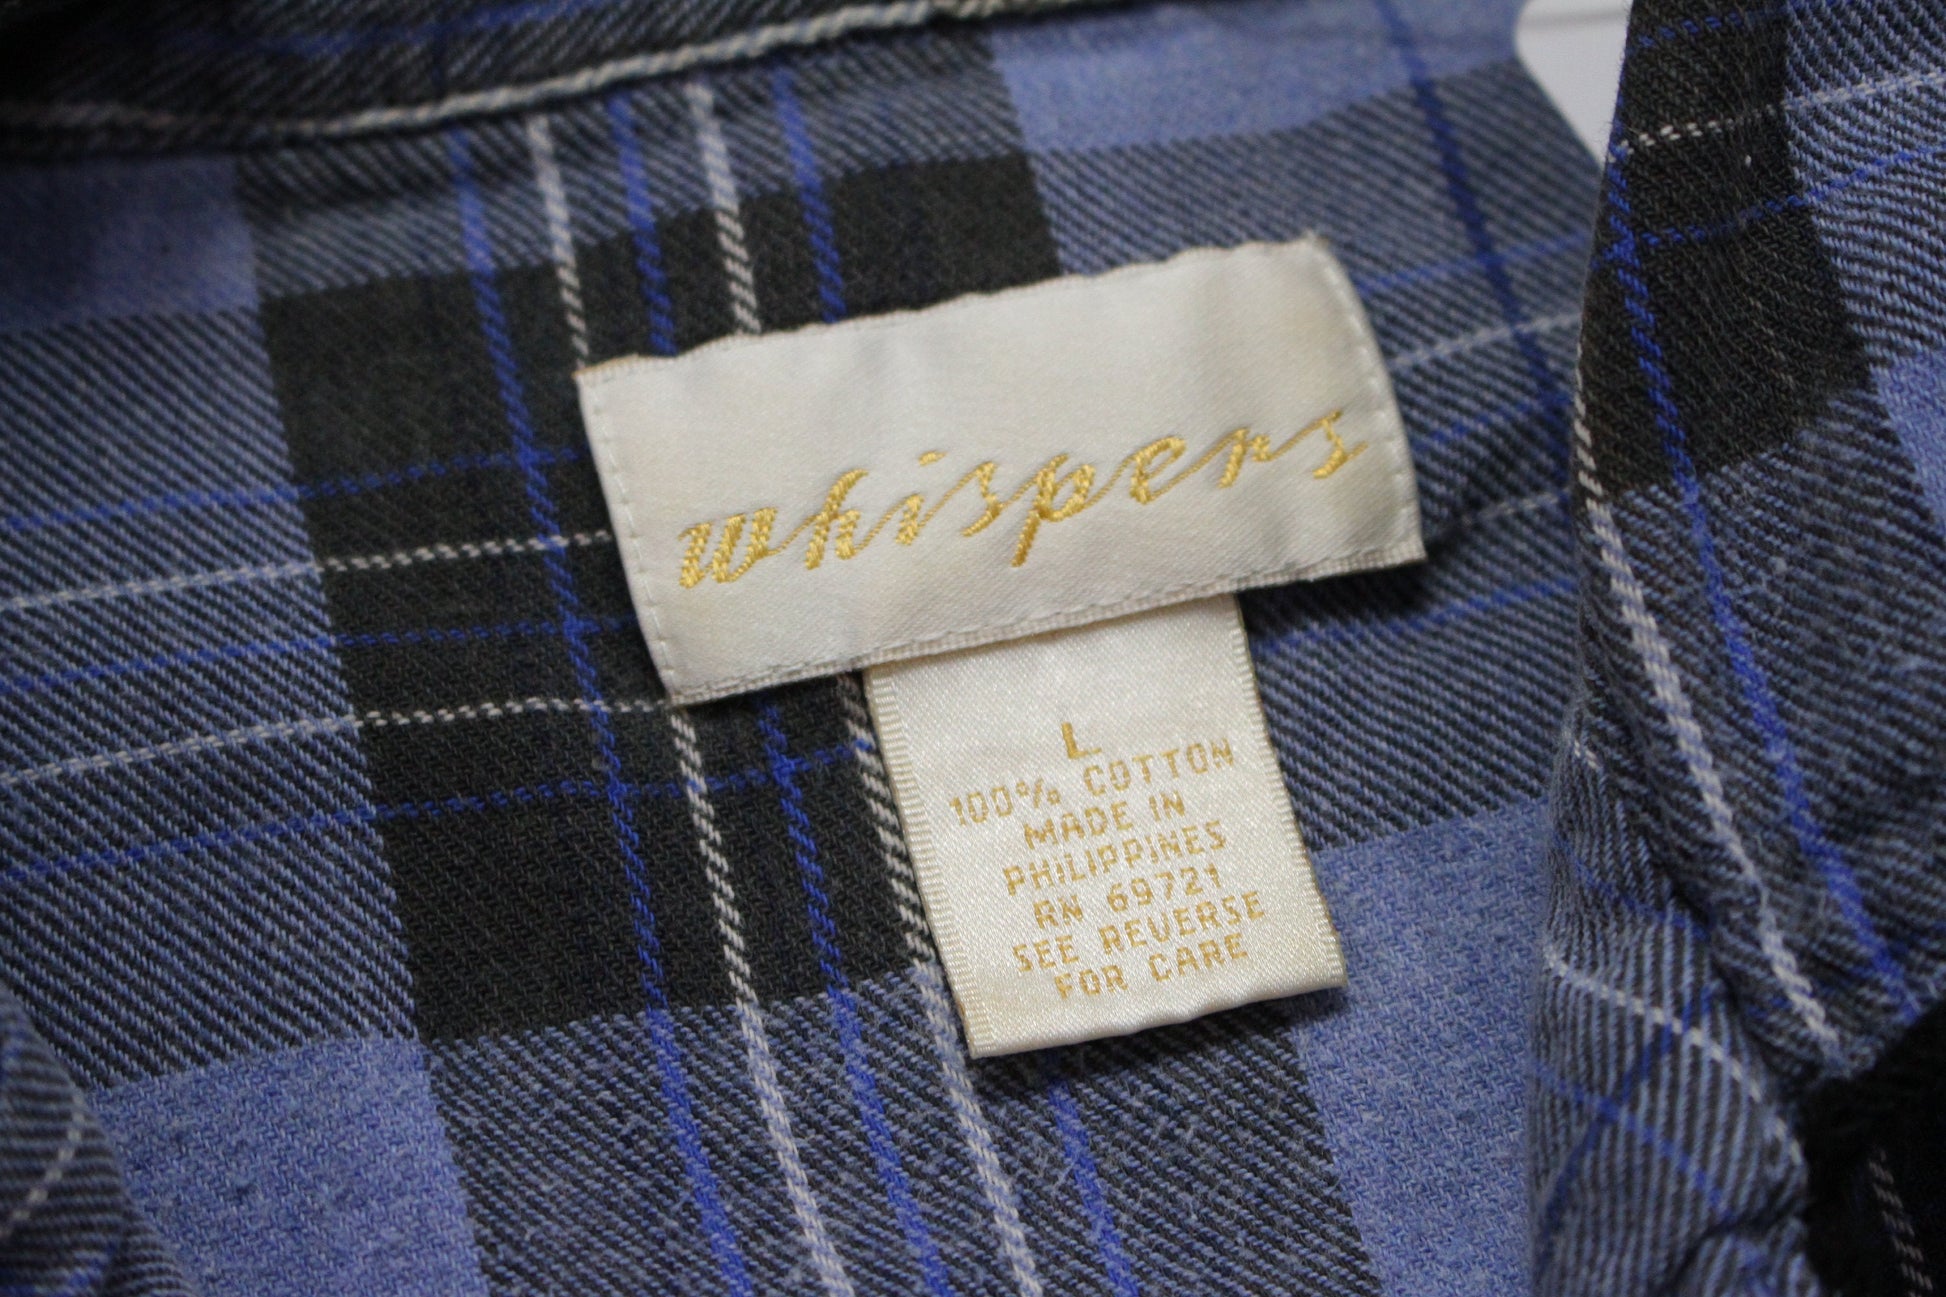 whispers
L
100% COTTON
MADE IN
PHILIPPINES
RN 69721
SEE REVERSE
FOR CARE